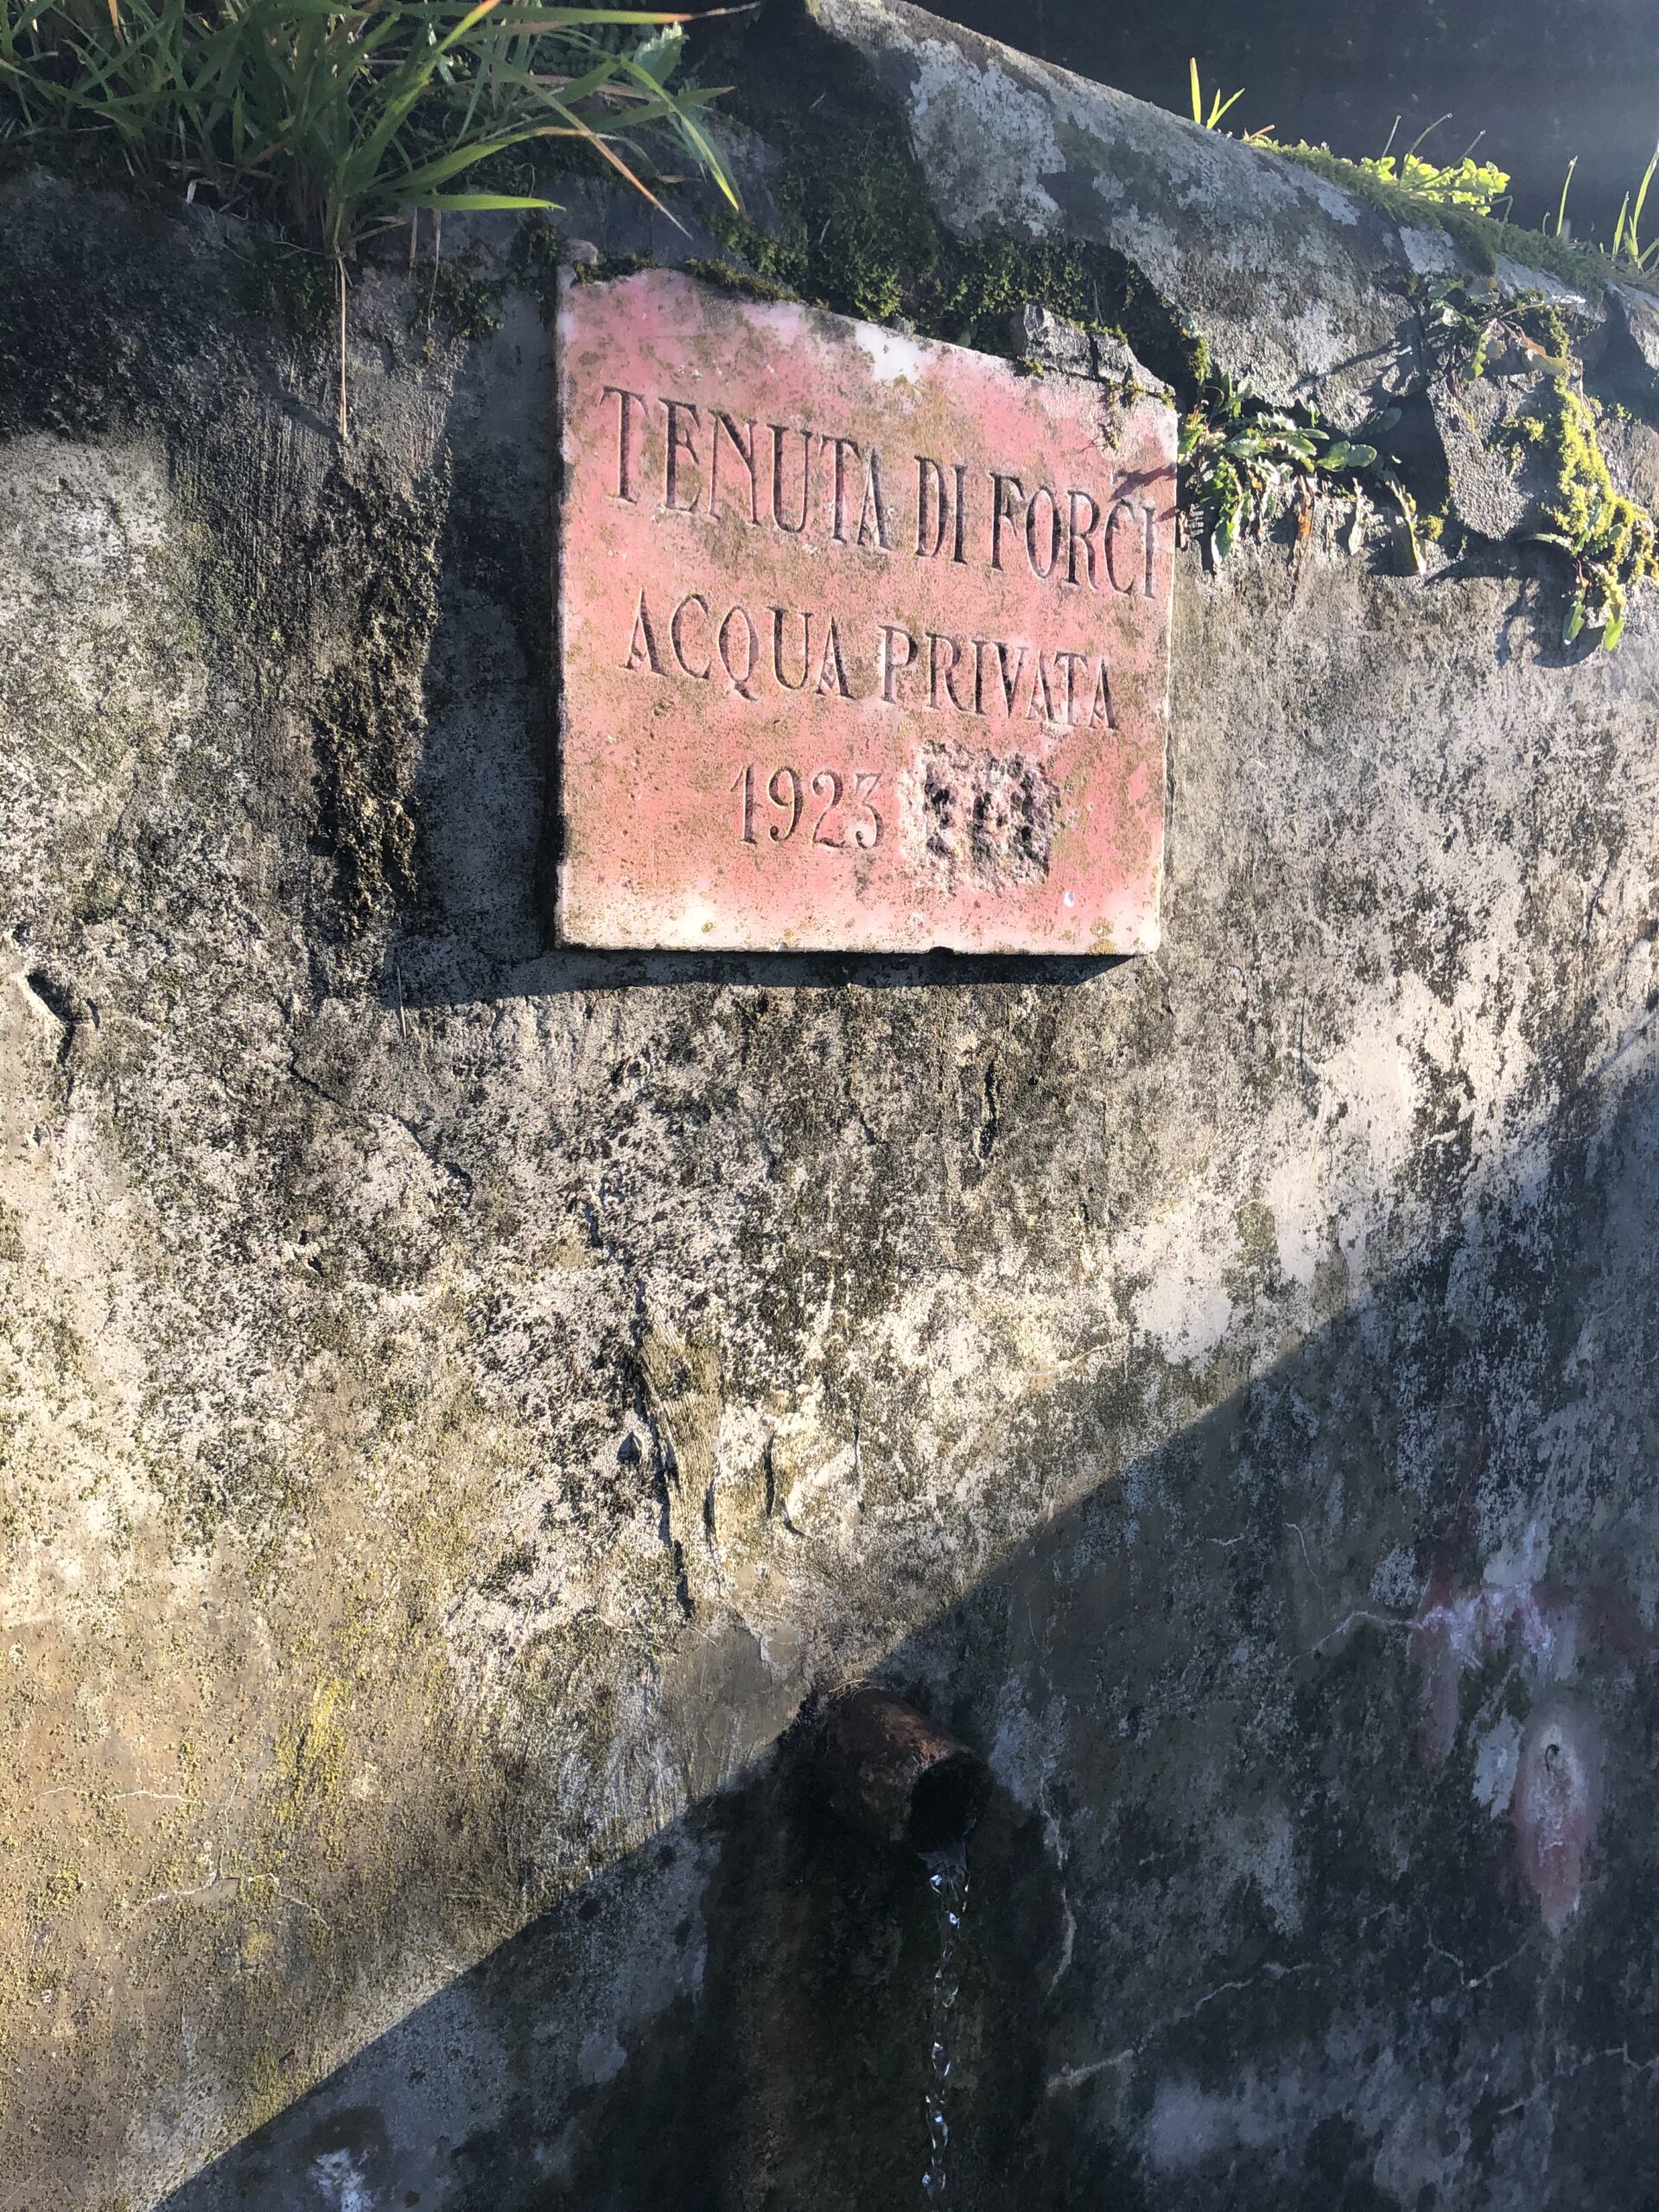 TENUTA DI FORCI
ACQUA PRIVATA
1923